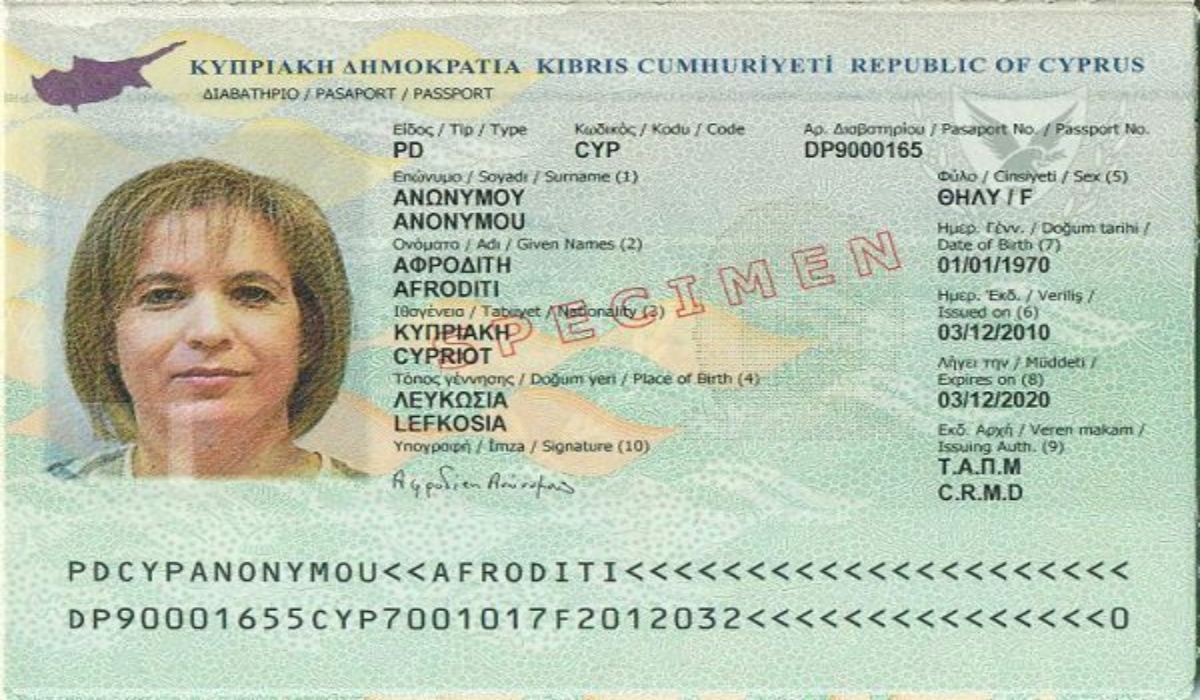 ΚΥΠΡΙΑΚΗ ΔΗΜΟΚΡΑΤΙΑ KIBRIS CUMHURİYETİ REPUBLIC OF CYPRUS
ΔΙΑΒΑΤΗΡΙΟ / PASAPORT / PASSPORT
Είδος / Tip / Type Κωδικός / Kodu / Code Αρ. Διαβατηρίου / Pasaport No. / Passport No.
PD CYP DP9000165
Επώνυμο / Soyadı / Surname (1)
ΑΝΩΝΥΜΟΥ
ANONYMOU
Ονόματα / Adı / Given Names (2)
ΑΦΡΟΔΙΤΗ
AFRODITI
Ιθαγένεια / Tabiyet / Nationality (3)
ΚΥΠΡΙΑΚΗ
CYPRIOT
Τόπος γέννησης / Doğum yeri / Place of Birth (4)
ΛΕΥΚΩΣΙΑ
LEFKOSIA
Υπογραφή / İmza / Signature (10)
Αφροδίτη Ανώνυμου
Φύλο / Cinsiyeti / Sex (5)
ΘΗΛΥ / F
Ημερ. Γένν. / Doğum tarihi /
Date of Birth (7)
01/01/1970
Ημερ. Έκδ. / Veriliş /
Issued on (6)
03/12/2010
Λήγει την / Müddeti /
Expires on (8)
03/12/2020
Εκδ. Αρχή / Veren makam /
Issuing Auth. (9)
Τ.Α.Π.Μ
C.R.M.D
SPECIMEN
PDCYPANONYMOU<<AFRODITI<<<<<<<<<<<<<<<<<<<<<
DP90001655CYP7001017F2012032<<<<<<<<<<<<<<<0